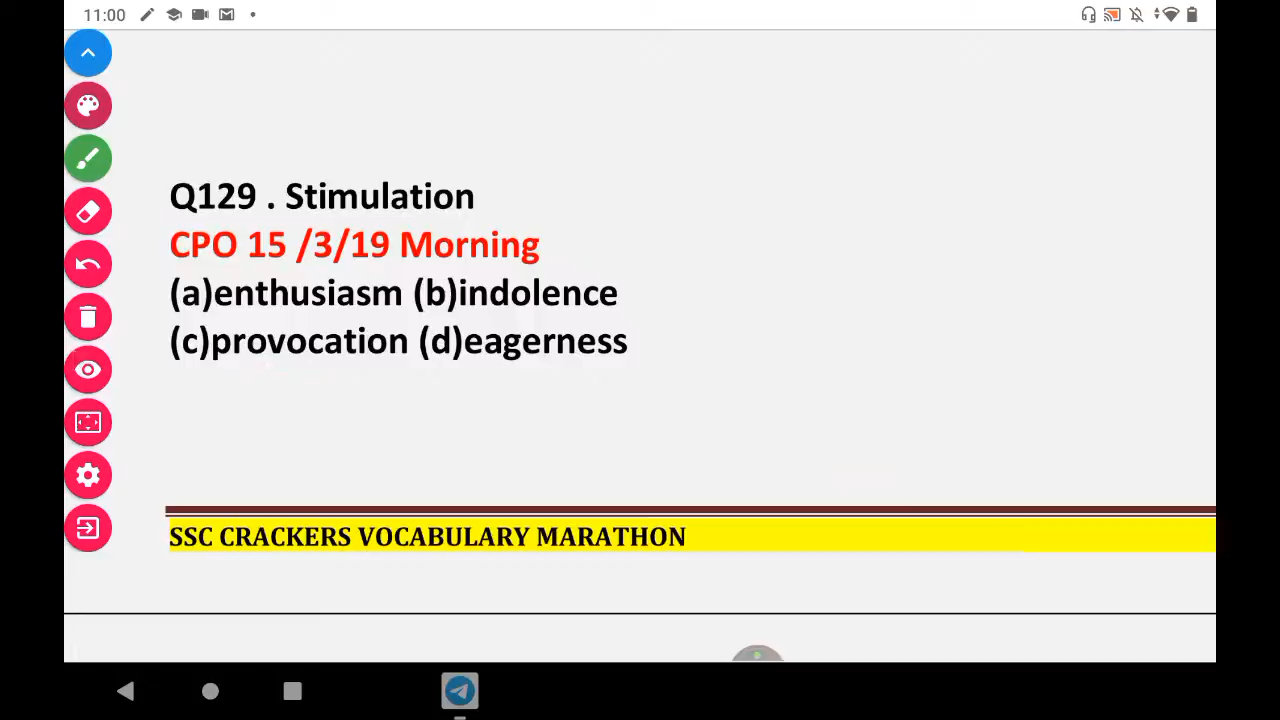 11:00
Q129 . Stimulation
CPO 15 /3/19 Morning
(a)enthusiasm (b)indolence
(c)provocation (d)eagerness
SSC CRACKERS VOCABULARY MARATHON